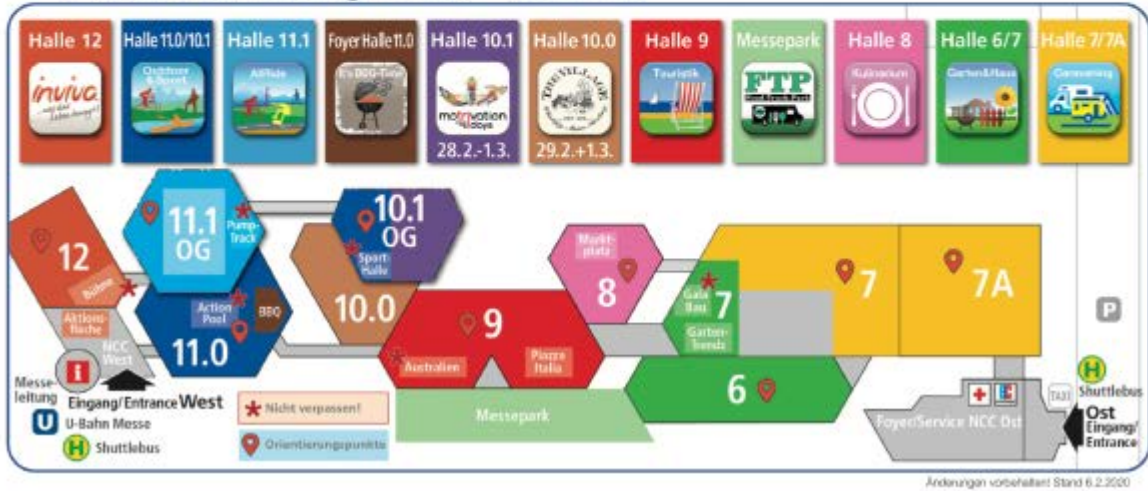 Halle 12
Halle 11.0/10.1
Halle 11.1
Foyer Halle 11.0
Halle 10.1
Halle 10.0
Halle 9
Messepark
Halle 8
Halle 6/7
Halle 7/7A
inviva
Outdoor
& Sport
AllRide
It's BBQ-Time
THE VILLAGE
Touristik
FTP
Food Truck Park
Kulinarium
Garten&Haus
Caravaning
28.2.-1.3.
29.2.+1.3.
12
Bühne
Aktions-
fläche
NCC
West
11.1
OG
Pump-
Track
Action
Pool
BBQ
11.0
10.1
OG
Sport-
Halle
10.0
9
Australien
Piazza
Italia
Messepark
Markt-
platz
8
Gala
Bau
7
Garten-
Trends
7
7A
6
P
i
Messe-
leitung
Eingang/Entrance West
U
U-Bahn Messe
H
Shuttlebus
Nicht verpassen!
Orientierungspunkte
Foyer/Service NCC Ost
TAXI
H
Shuttlebus
Ost
Eingang/
Entrance
Änderungen vorbehalten! Stand 6.2.2020